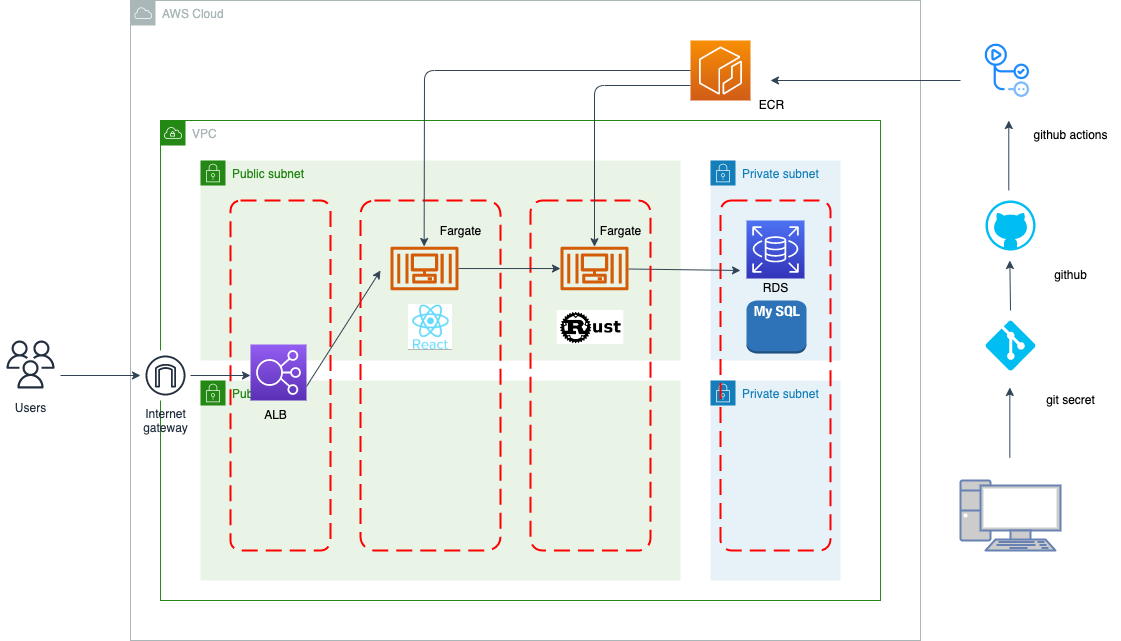 AWS Cloud
ECR
github actions
VPC
Public subnet
Private subnet
Fargate
Fargate
github
RDS
My SQL
React
Rust
Users
Internet
gateway
ALB
Pub
Private subnet
git secret